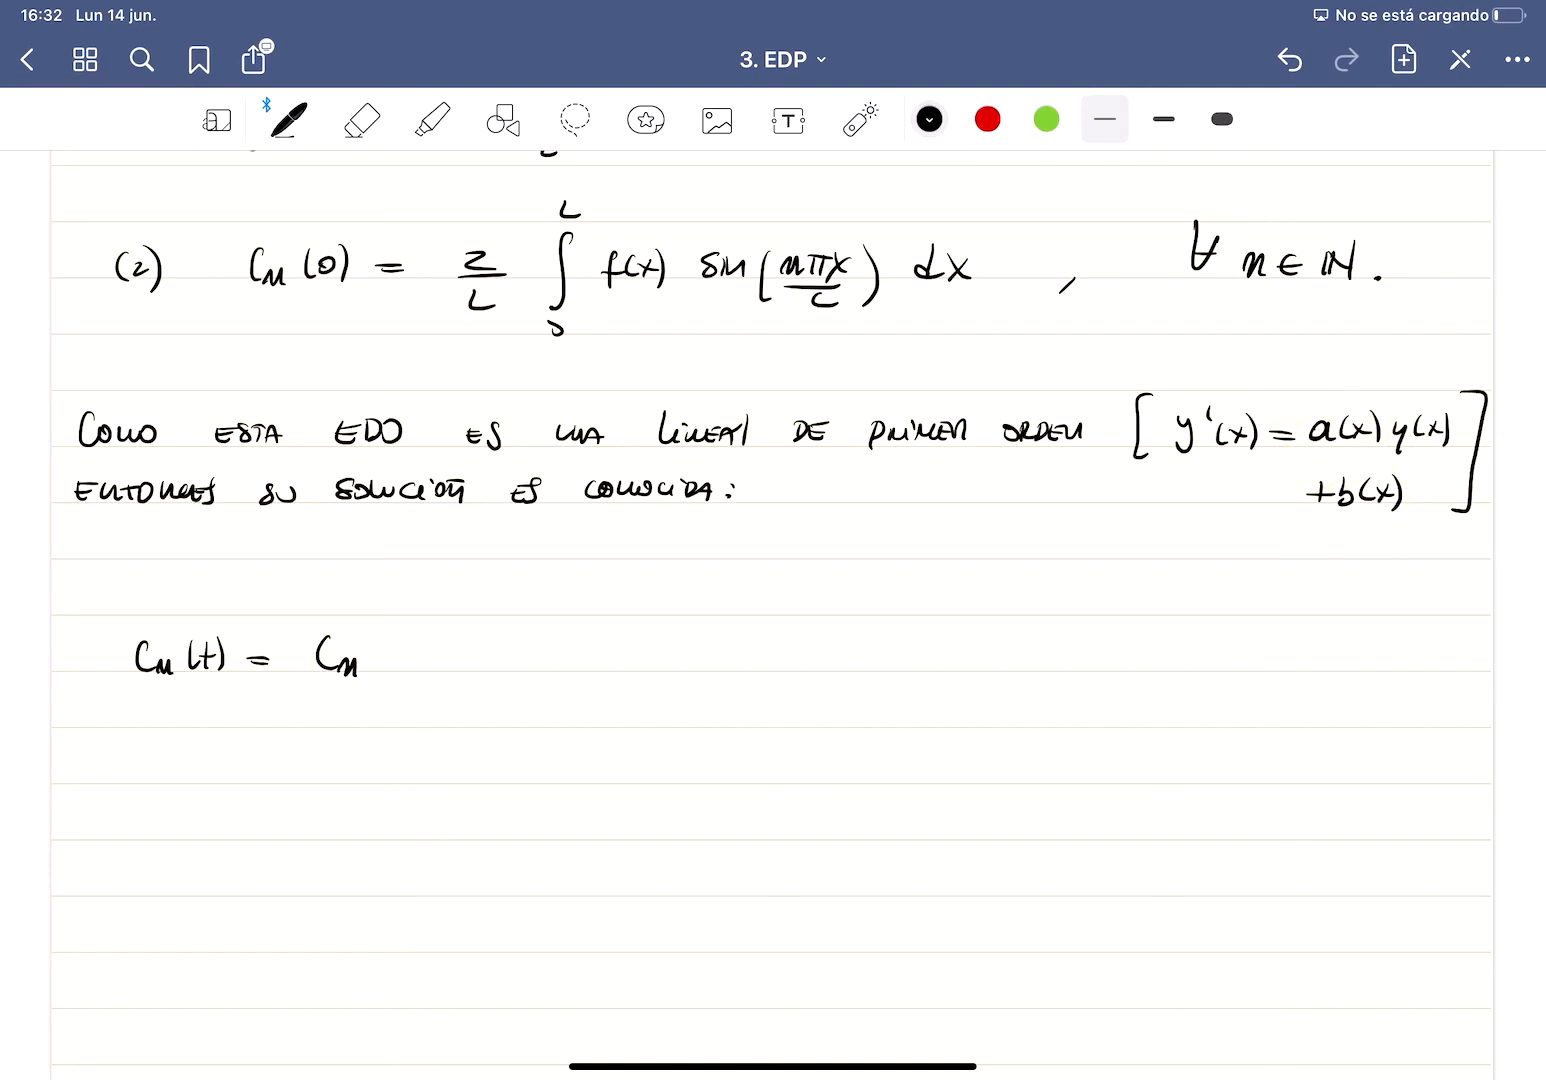 16:32 Lun 14 jun. No se está cargando
3. EDP
T
L
(2) Cn(0) = 2/L ∫ f(x) sin(nπx/L) dx , ∀ n ∈ ℕ.
0
COMO ESTA EDO ES UNA LINEAL DE PRIMER ORDEN [ y'(x) = a(x) y(x)
ENTONCES SU SOLUCIÓN ES CONOCIDA: +b(x) ]
Cn(t) = Cn